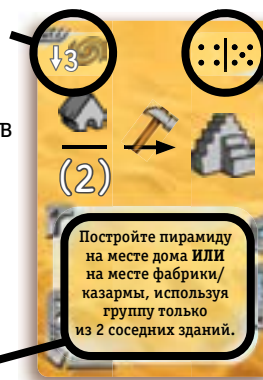 ↓3
в
(2)
Постройте пирамиду
на месте дома ИЛИ
на месте фабрики/
казармы, используя
группу только
из 2 соседних зданий.